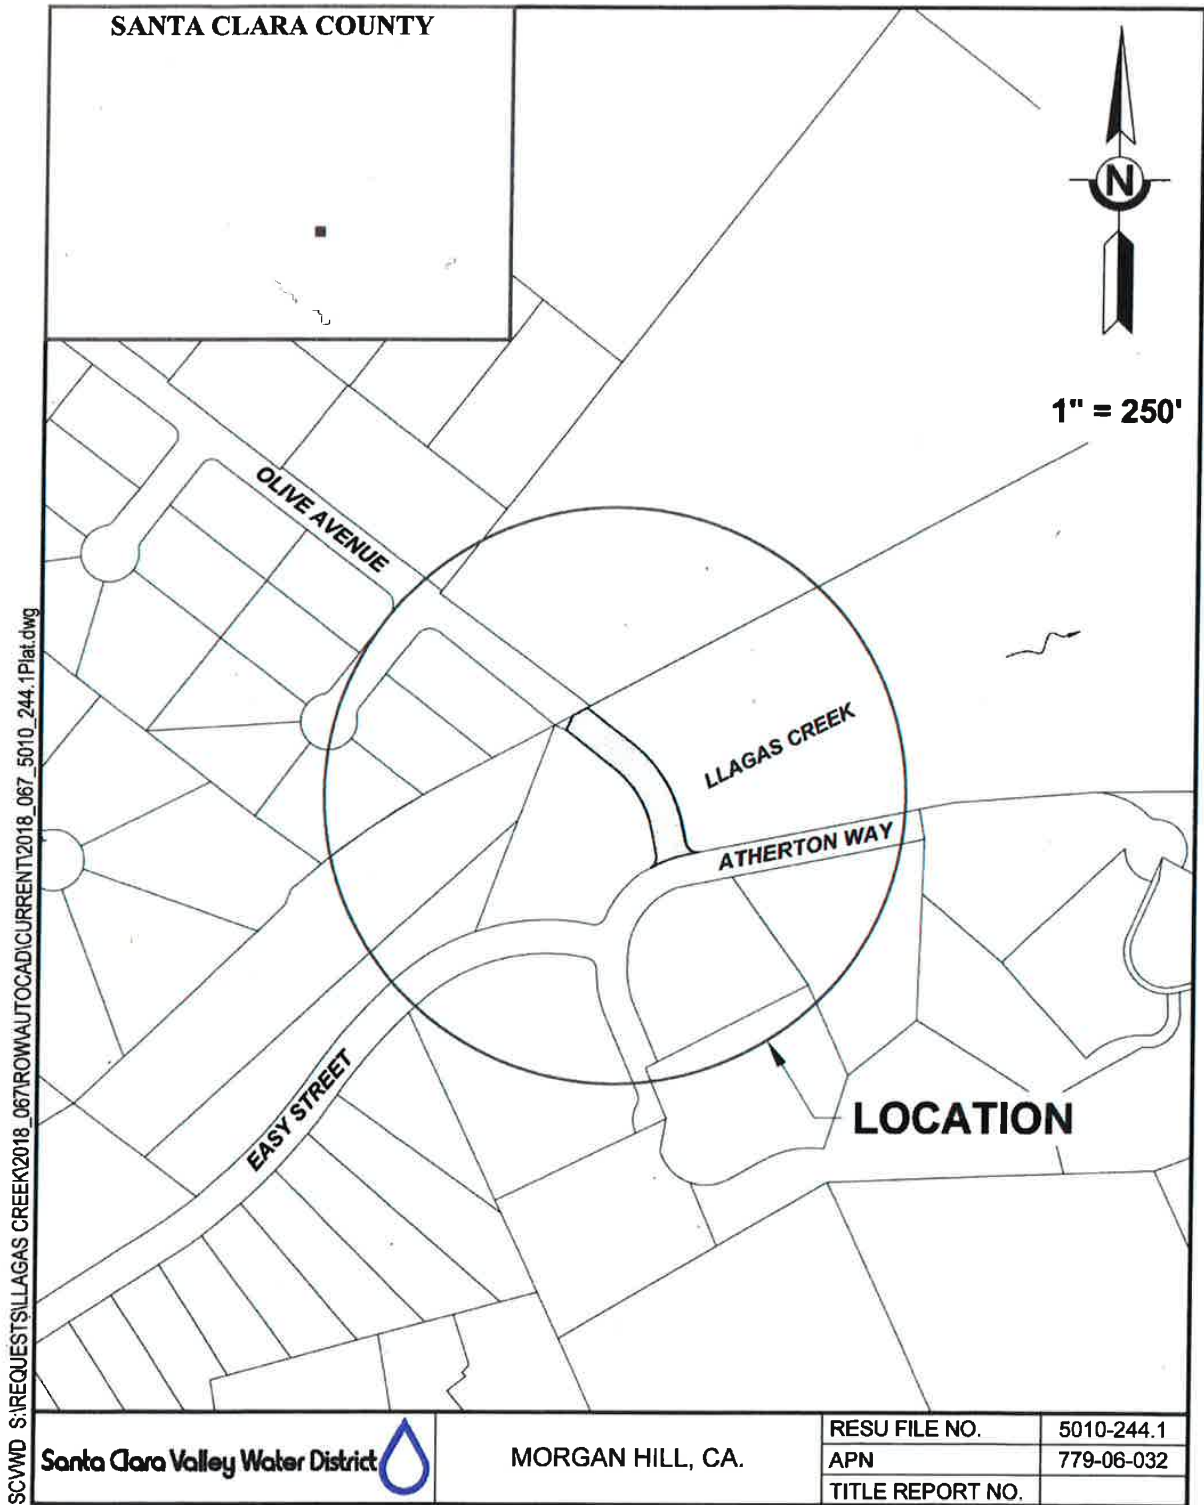 SANTA CLARA COUNTY
N
1" = 250'
OLIVE AVENUE
LLAGAS CREEK
ATHERTON WAY
EASY STREET
LOCATION
SCVWD S:\REQUESTS\LLAGAS CREEK\2018_067\ROW\AUTOCAD\CURRENT\2018_067_5010_244.1Plat.dwg
Santa Clara Valley Water District
MORGAN HILL, CA.
RESU FILE NO. 5010-244.1
APN 779-06-032
TITLE REPORT NO.